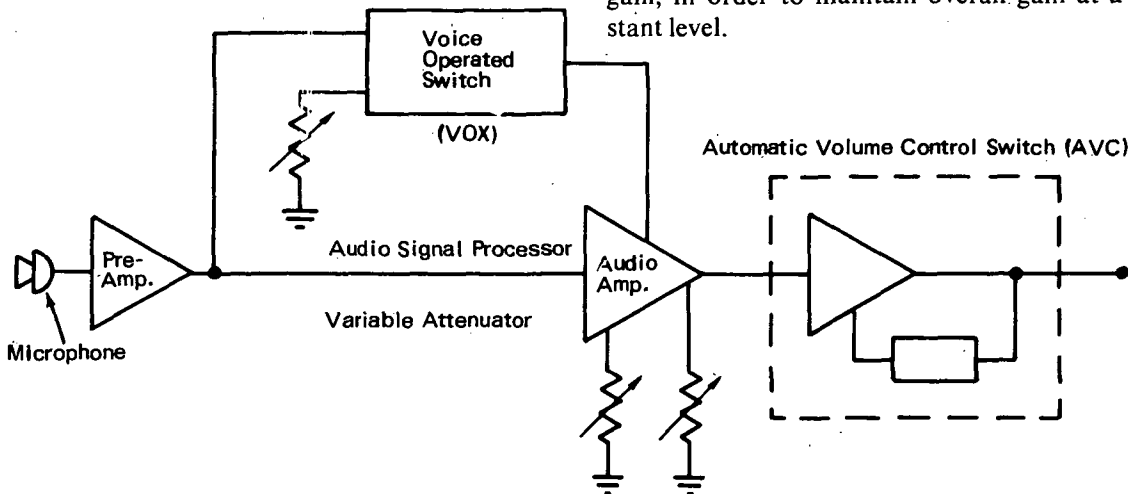 gain, in order to maintain overall gain at a
stant level.
Voice
Operated
Switch
(VOX)
Automatic Volume Control Switch (AVC)
Pre-
Amp.
Audio Signal Processor
Audio
Amp.
Variable Attenuator
Microphone